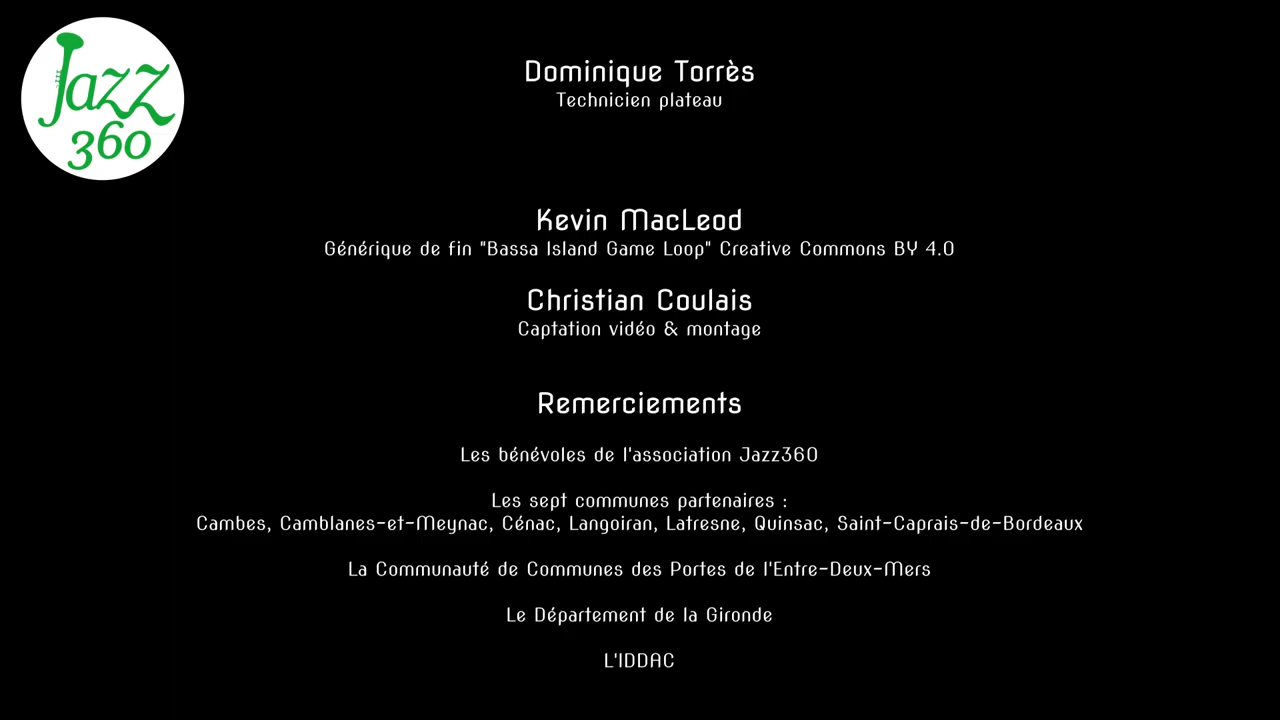 Jazz
360
Dominique Torrès
Technicien plateau
Kevin MacLeod
Générique de fin "Bassa Island Game Loop" Creative Commons BY 4.0
Christian Coulais
Captation vidéo & montage
Remerciements
Les bénévoles de l'association Jazz360
Les sept communes partenaires :
Cambes, Camblanes-et-Meynac, Cénac, Langoiran, Latresne, Quinsac, Saint-Caprais-de-Bordeaux
La Communauté de Communes des Portes de l'Entre-Deux-Mers
Le Département de la Gironde
L'IDDAC